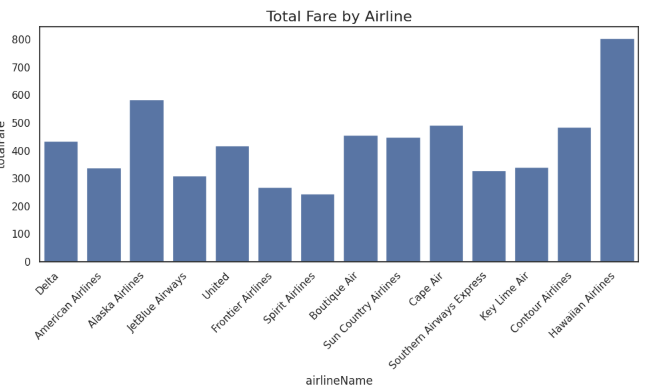 Total Fare by Airline
800
700
600
500
400
300
200
100
0
totalFare
Delta
American Airlines
Alaska Airlines
JetBlue Airways
United
Frontier Airlines
Spirit Airlines
Boutique Air
Sun Country Airlines
Cape Air
Southern Airways Express
Key Lime Air
Contour Airlines
Hawaiian Airlines
airlineName